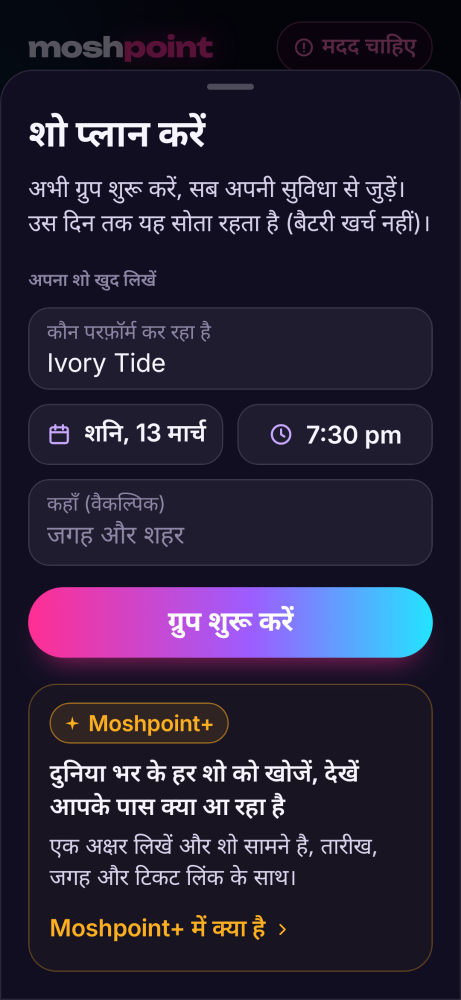 moshpoint
मदद चाहिए
शो प्लान करें
अभी ग्रुप शुरू करें, सब अपनी सुविधा से जुड़ें।
उस दिन तक यह सोता रहता है (बैटरी खर्च नहीं)।
अपना शो खुद लिखें
कौन परफ़ॉर्म कर रहा है
Ivory Tide
शनि, 13 मार्च
7:30 pm
कहाँ (वैकल्पिक)
जगह और शहर
ग्रुप शुरू करें
Moshpoint+
दुनिया भर के हर शो को खोजें, देखें
आपके पास क्या आ रहा है
एक अक्षर लिखें और शो सामने है, तारीख,
जगह और टिकट लिंक के साथ।
Moshpoint+ में क्या है ›